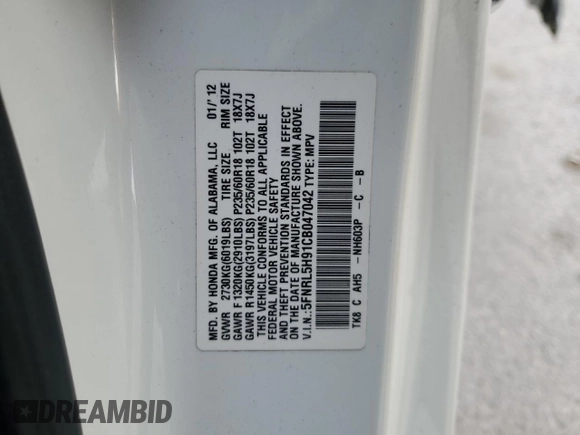 MFD. BY HONDA MFG. OF ALABAMA, LLC 01/'12
GVWR 2730KG(6019LBS) TIRE SIZE RIM SIZE
GAWR F 1320KG(2910LBS) P235/60R18 102T 18X7J
GAWR R 1450KG(3197LBS) P235/60R18 102T 18X7J
THIS VEHICLE CONFORMS TO ALL APPLICABLE
FEDERAL MOTOR VEHICLE SAFETY
AND THEFT PREVENTION STANDARDS IN EFFECT
ON THE DATE OF MANUFACTURE SHOWN ABOVE.
V.I.N.:5FNRL5H91CB047042 TYPE: MPV
TK8 C AH5 -NH603P -C -B
DREAMBID